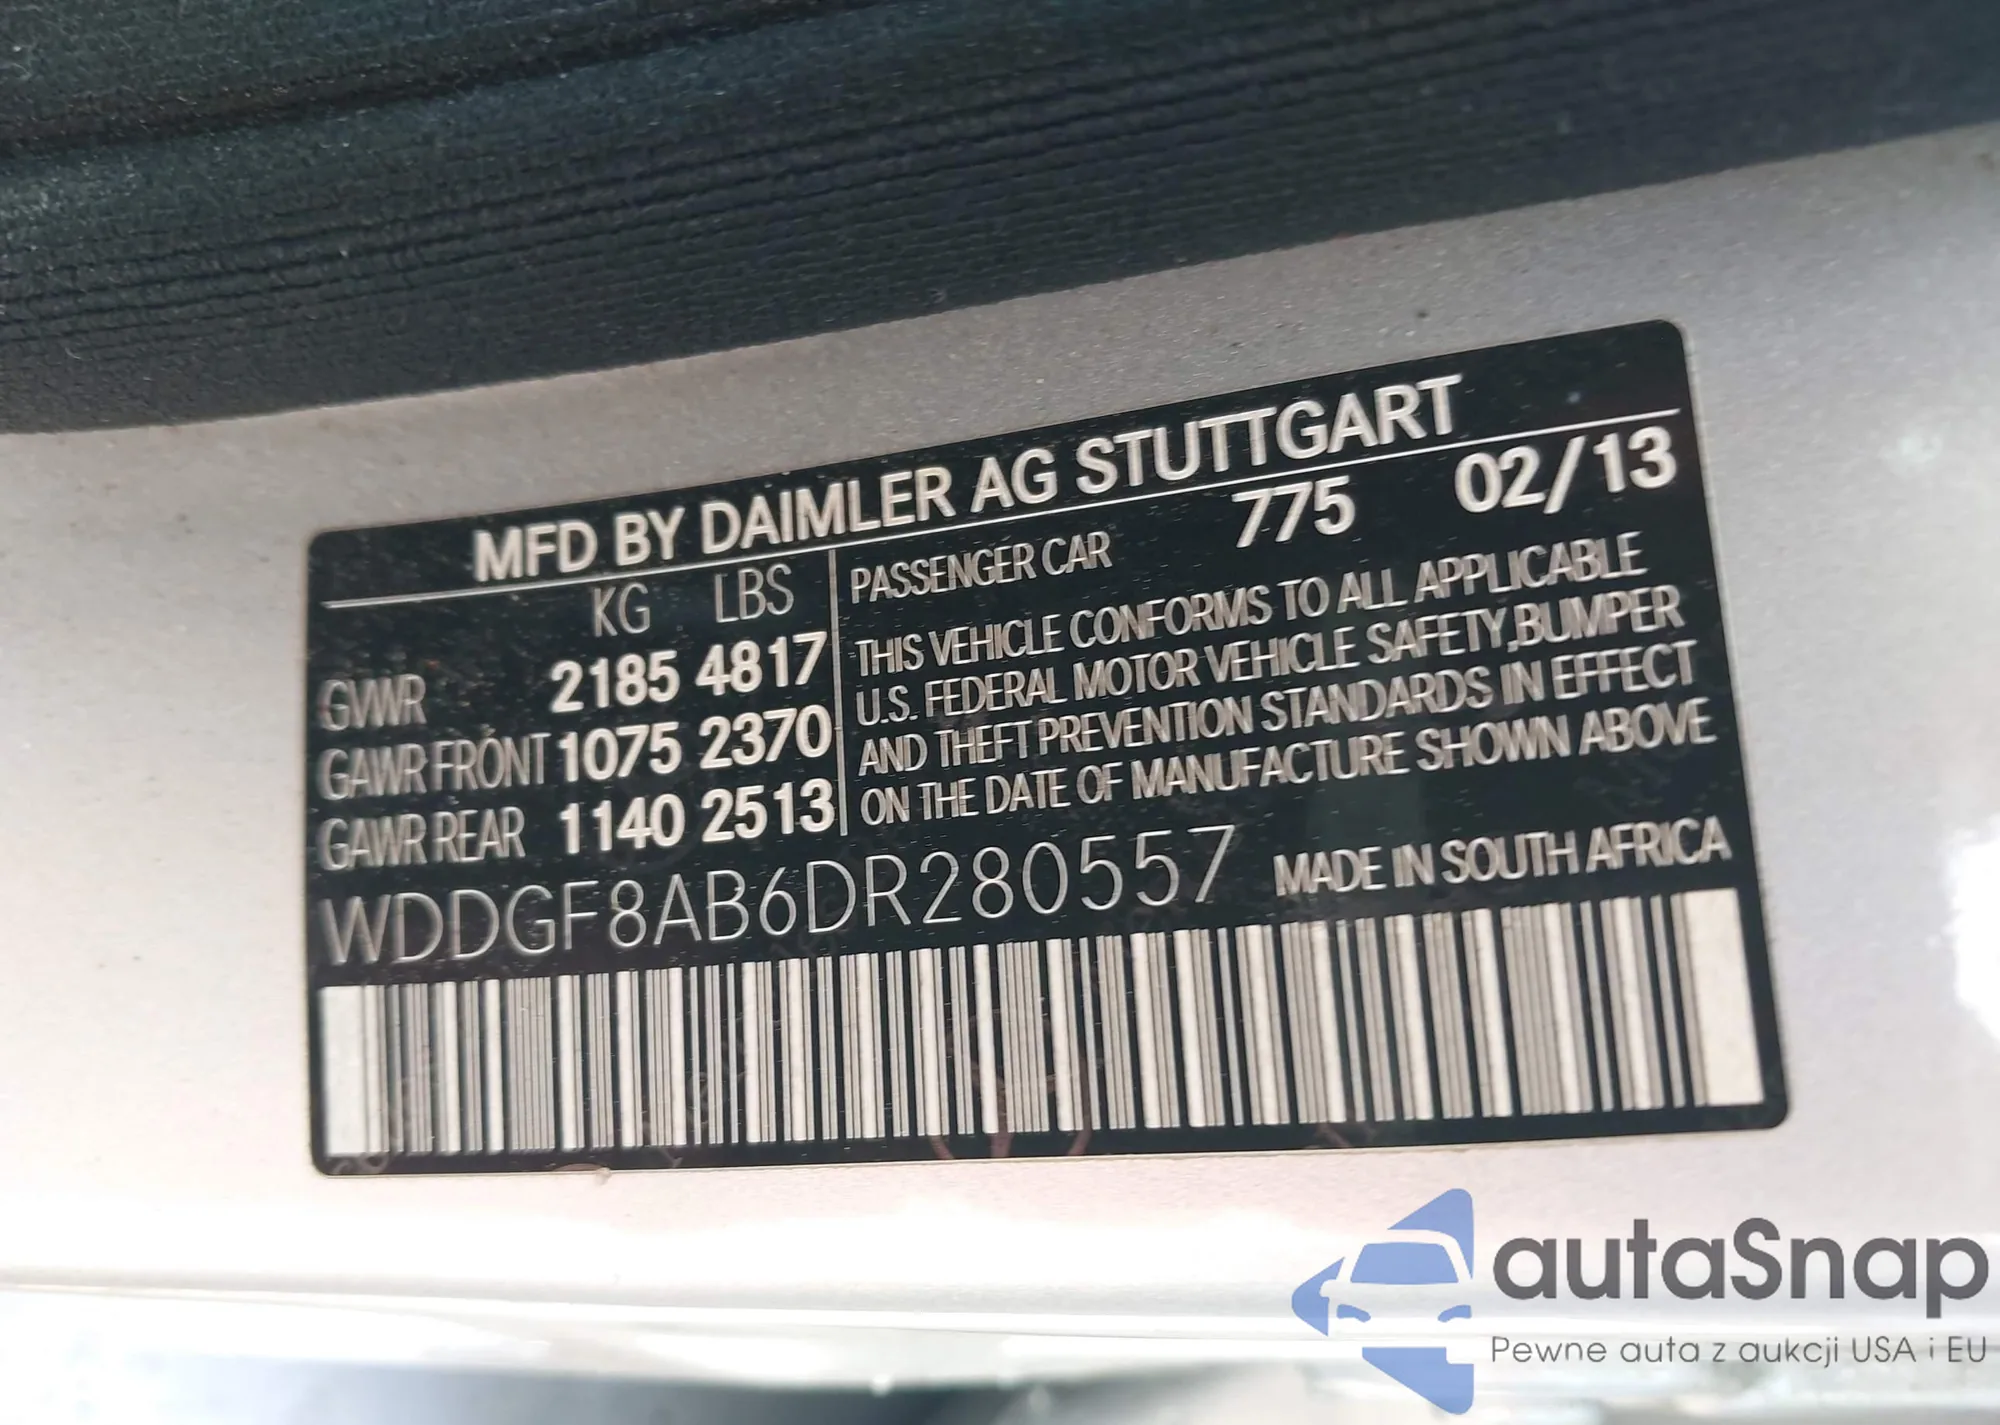 MFD BY DAIMLER AG STUTTGART
KG LBS
GVWR 2185 4817
GAWR FRONT 1075 2370
GAWR REAR 1140 2513
PASSENGER CAR 775 02/13
THIS VEHICLE CONFORMS TO ALL APPLICABLE
U.S. FEDERAL MOTOR VEHICLE SAFETY,BUMPER
AND THEFT PREVENTION STANDARDS IN EFFECT
ON THE DATE OF MANUFACTURE SHOWN ABOVE
WDDGF8AB6DR280557 MADE IN SOUTH AFRICA
autaSnap
Pewne auta z aukcji USA i EU